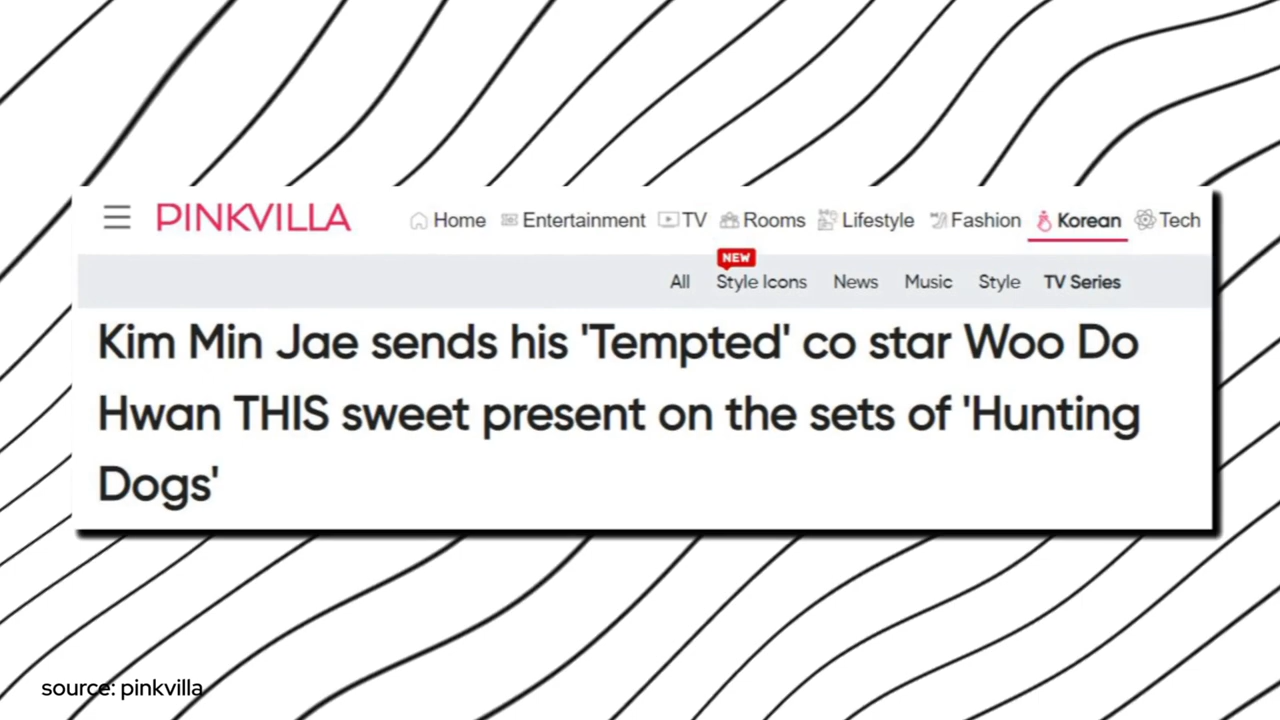 PINKVILLA Home Entertainment TV Rooms Lifestyle Fashion Korean Tech
NEW
All Style Icons News Music Style TV Series
Kim Min Jae sends his 'Tempted' co star Woo Do
Hwan THIS sweet present on the sets of 'Hunting
Dogs'
source: pinkvilla